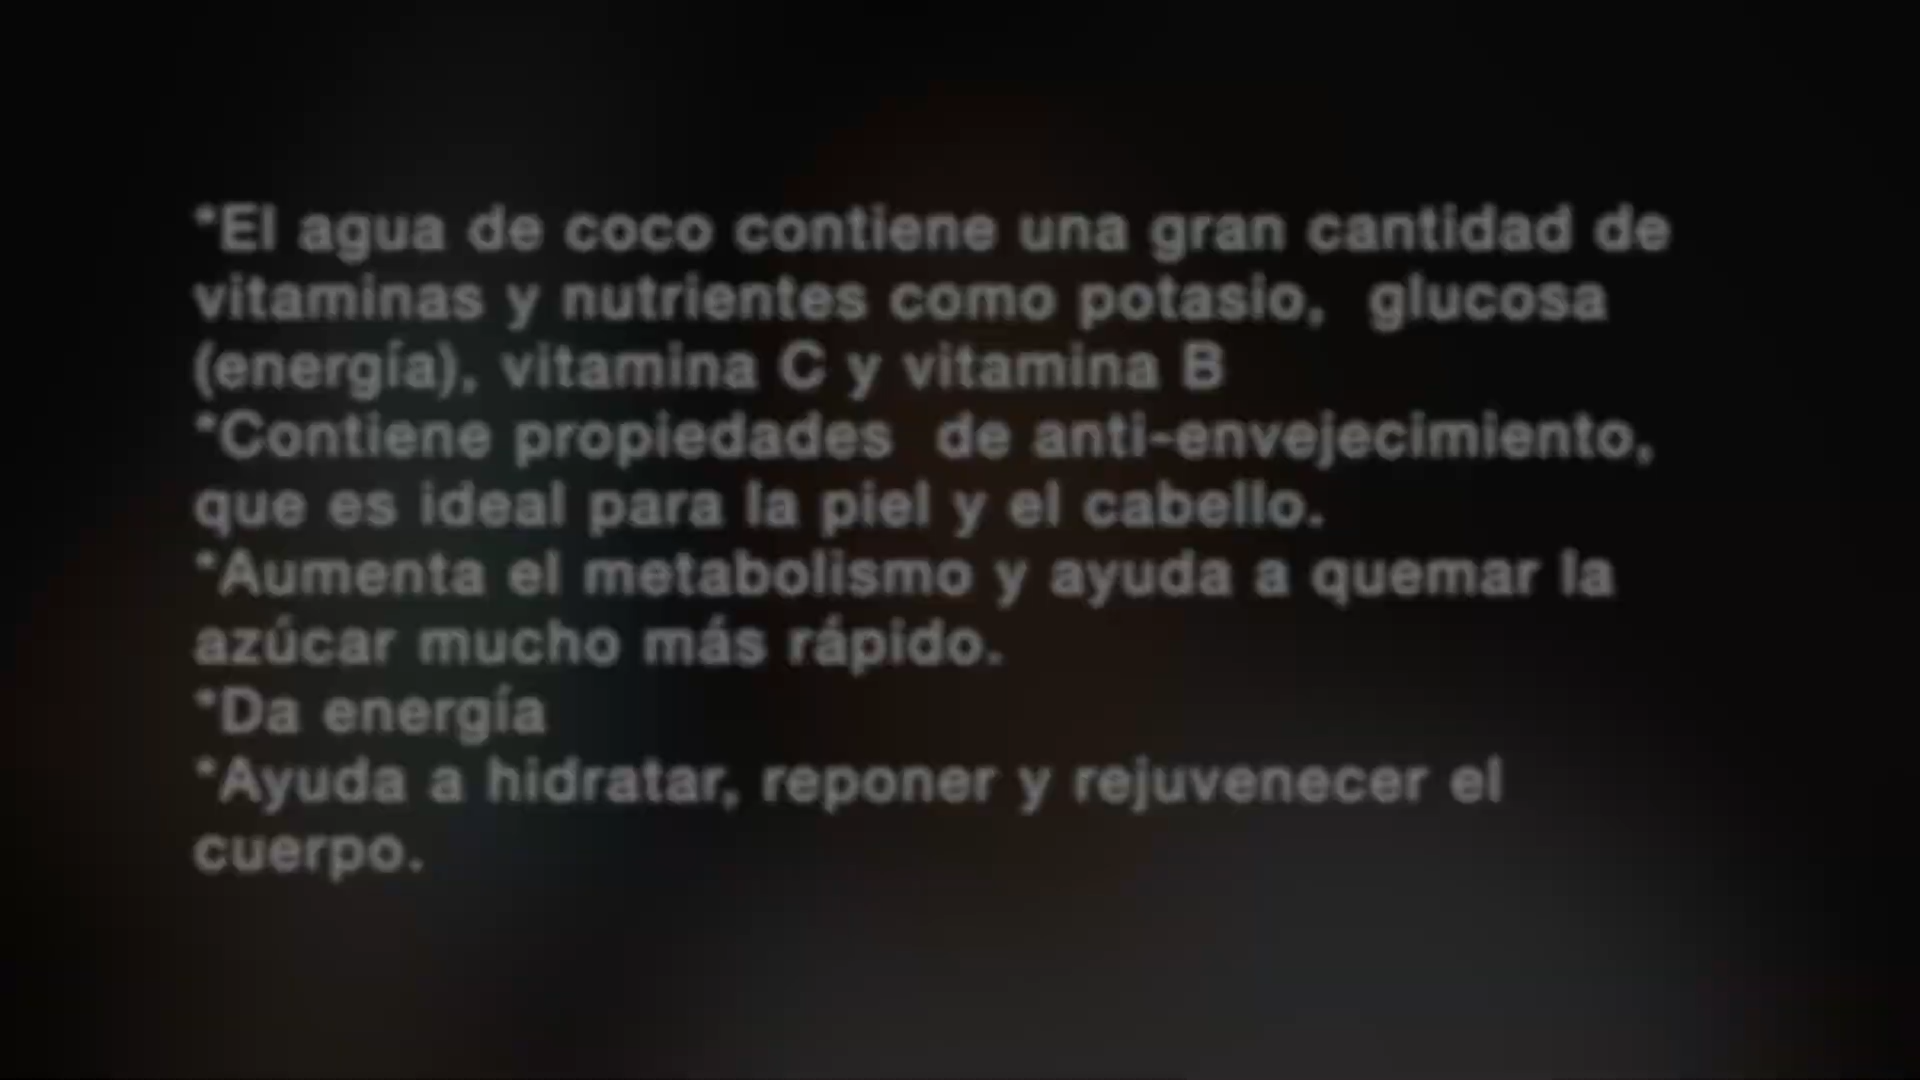 *El agua de coco contiene una gran cantidad de
vitaminas y nutrientes como potasio,  glucosa
(energía), vitamina C y vitamina B
*Contiene propiedades  de anti-envejecimiento,
que es ideal para la piel y el cabello.
*Aumenta el metabolismo y ayuda a quemar la
azúcar mucho más rápido.
*Da energía
*Ayuda a hidratar, reponer y rejuvenecer el
cuerpo.